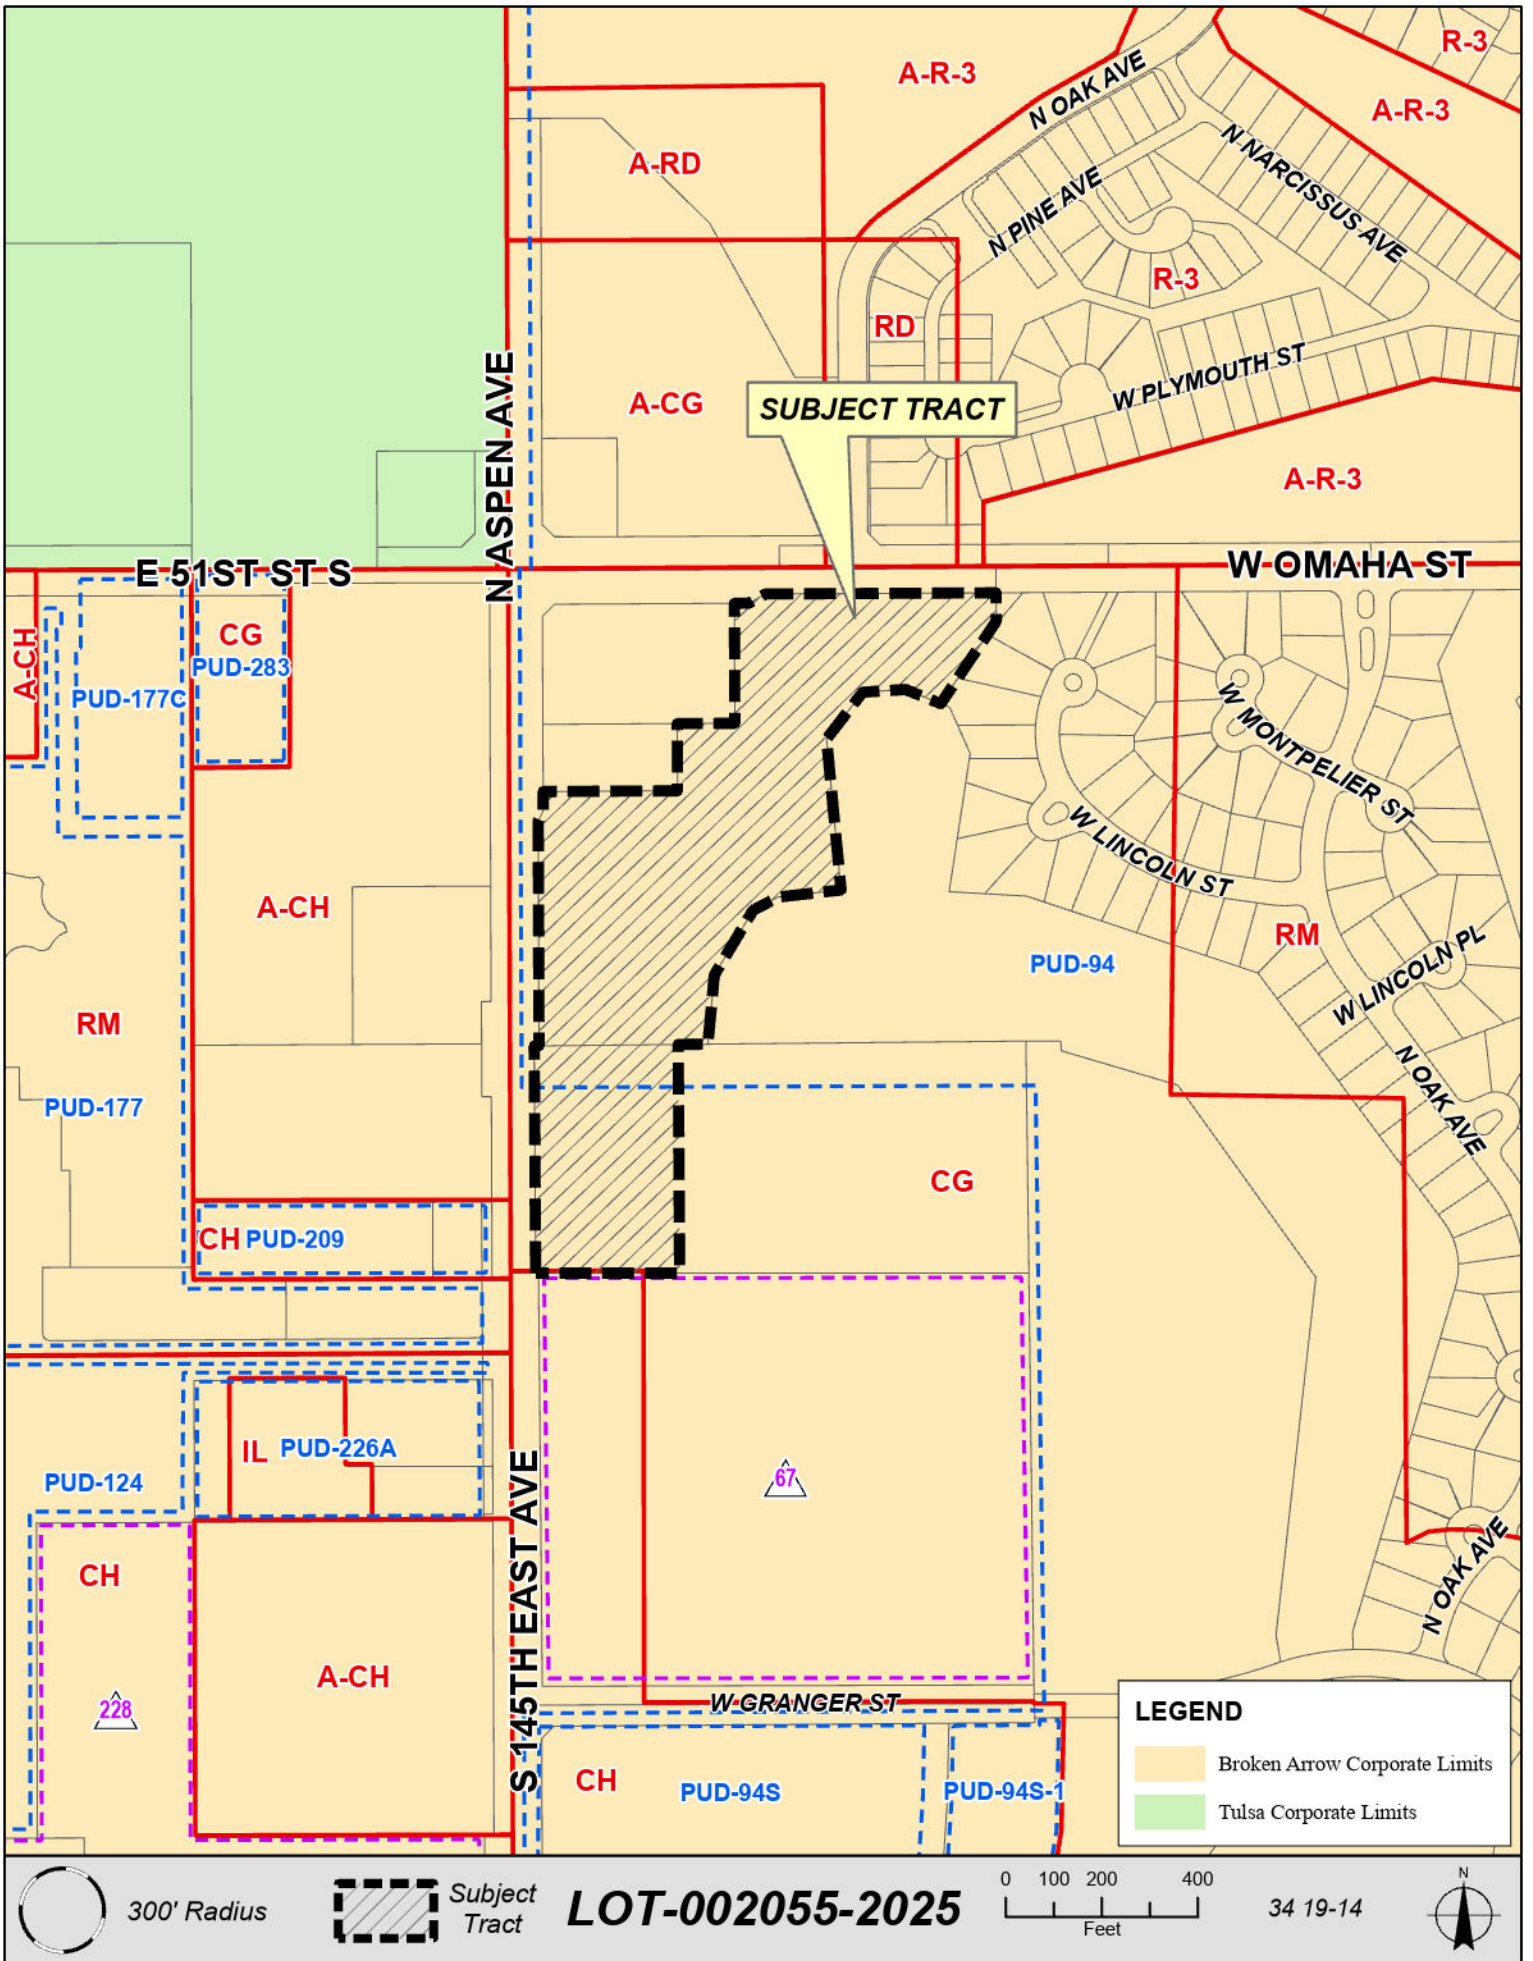 R-3
A-R-3
N OAK AVE
A-R-3
A-RD
N NARCISSUS AVE
N PINE AVE
R-3
RD
N ASPEN AVE
W PLYMOUTH ST
A-CG
SUBJECT TRACT
A-R-3
E 51ST ST S
W OMAHA ST
A-CH
CG
PUD-283
PUD-177C
W MONTPELIER ST
W LINCOLN ST
A-CH
RM
PUD-94
W LINCOLN PL
RM
N OAK AVE
PUD-177
CG
CH
PUD-209
IL
PUD-226A
PUD-124
67
S 145TH EAST AVE
CH
N OAK AVE
A-CH
228
W GRANGER ST
CH
PUD-94S
PUD-94S-1
LEGEND
Broken Arrow Corporate Limits
Tulsa Corporate Limits
300' Radius
Subject
Tract
LOT-002055-2025
0 100 200 400
Feet
34 19-14
N